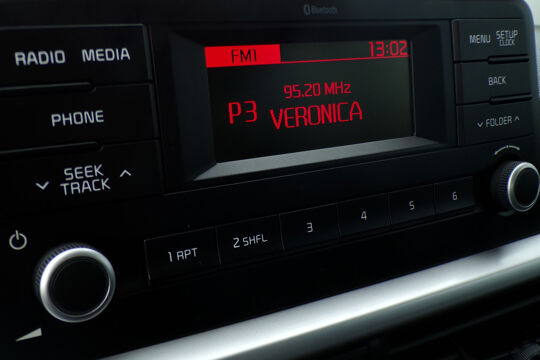 Bluetooth
RADIO MEDIA
PHONE
SEEK
TRACK
FM1 13:02
95.20 MHz
P3 VERONICA
MENU SETUP
CLOCK
BACK
FOLDER
1 RPT 2 SHFL 3 4 5 6